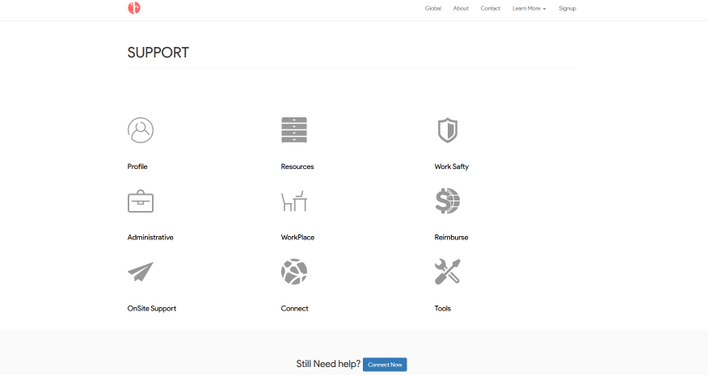 Global About Contact Learn More Signup
SUPPORT
Profile Resources Work Safty
Administrative WorkPlace Reimburse
OnSite Support Connect Tools
Still Need help? Connect Now